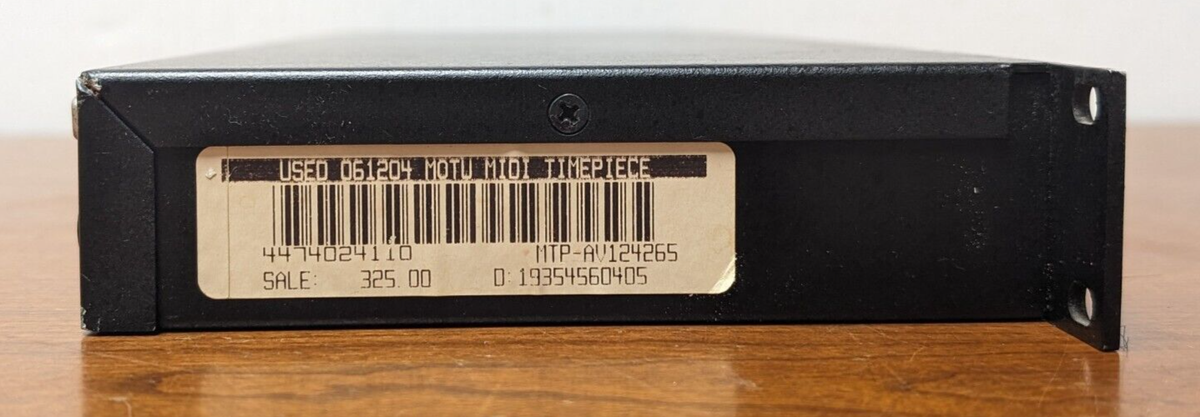 USED 061204 MOTU MIDI TIMEPIECE
4474024110 MTP-AV124265
SALE: 325.00 D: 19354560405